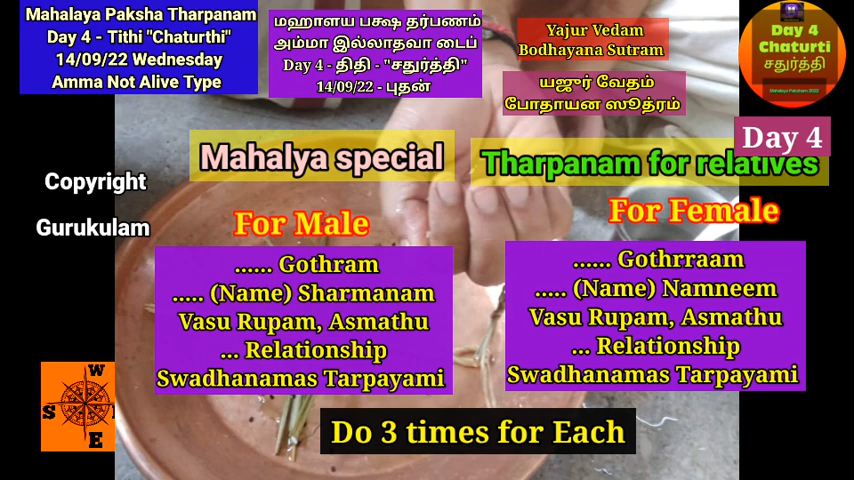 Mahalaya Paksha Tharpanam
Day 4 - Tithi "Chaturthi"
14/09/22 Wednesday
Amma Not Alive Type
மஹாளய பக்ஷ தர்பணம்
அம்மா இல்லாதவா டைப்
Day 4 - திதி - "சதுர்த்தி"
14/09/22 - புதன்
Yajur Vedam
Bodhayana Sutram
யஜுர் வேதம்
போதாயன ஸூத்ரம்
Day 4
Chaturti
சதுர்த்தி
Mahalaya Paksham 2022
Day 4
Mahalya special
Tharpanam for relatives
Copyright
Gurukulam
For Male
...... Gothram
..... (Name) Sharmanam
Vasu Rupam, Asmathu
... Relationship
Swadhanamas Tarpayami
For Female
...... Gothrraam
..... (Name) Namneem
Vasu Rupam, Asmathu
... Relationship
Swadhanamas Tarpayami
W
S
E
Do 3 times for Each